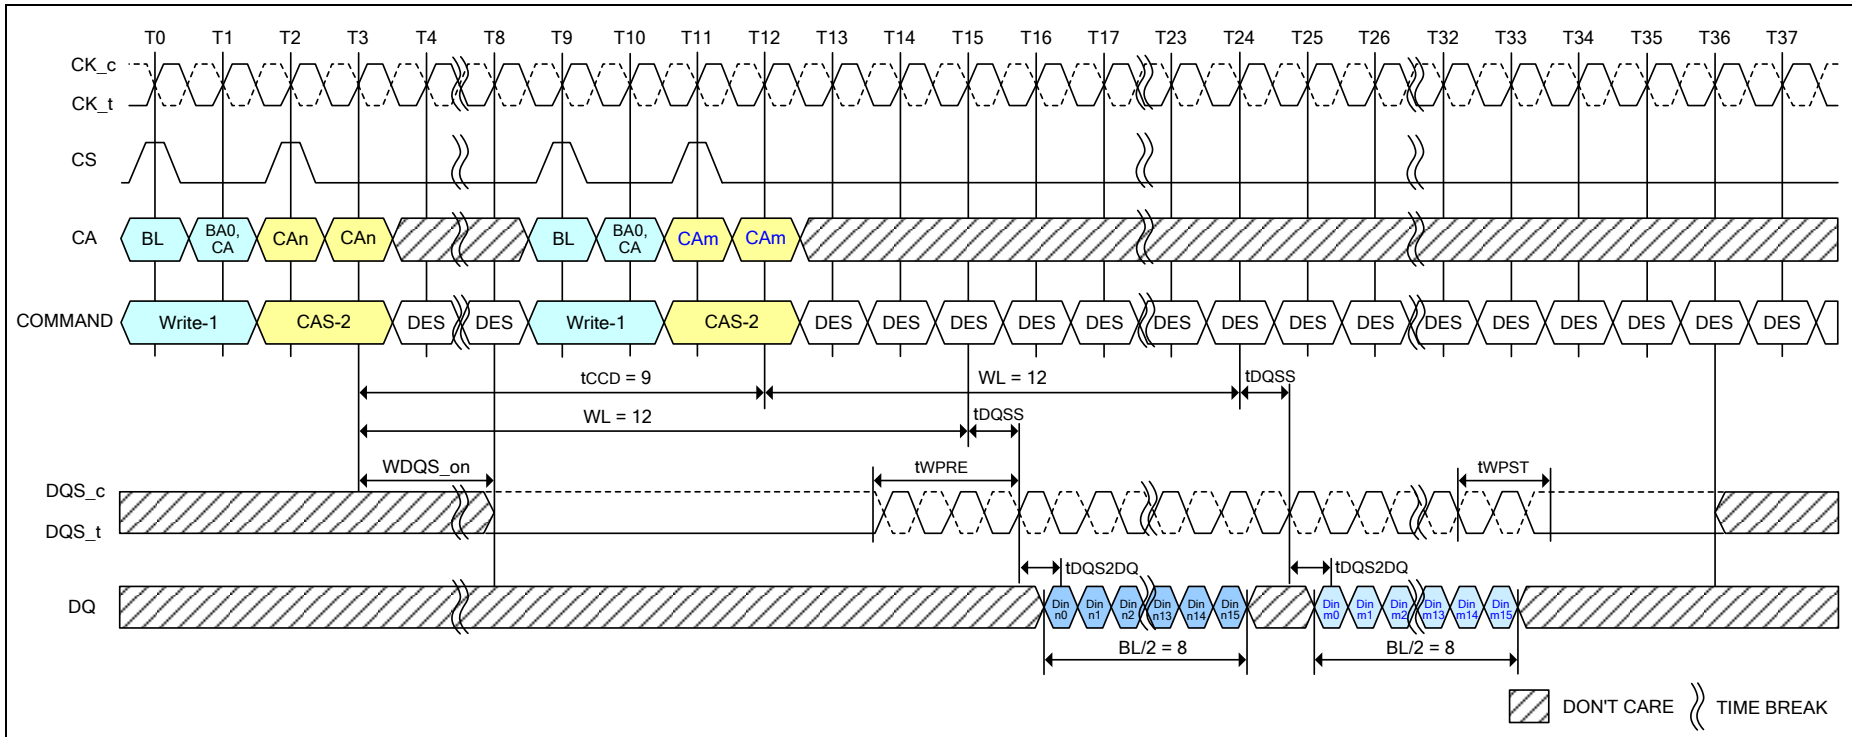 T0 T1 T2 T3 T4 T8 T9 T10 T11 T12 T13 T14 T15 T16 T17 T23 T24 T25 T26 T32 T33 T34 T35 T36 T37
CK_c
CK_t
CS
CA BL BA0, CA CAn CAn BL BA0, CA CAm CAm
COMMAND Write-1 CAS-2 DES DES Write-1 CAS-2 DES DES DES DES DES DES DES DES DES DES DES DES DES DES DES
tCCD = 9 WL = 12 tDQSS
WL = 12 tDQSS
WDQS_on tWPRE tWPST
DQS_c
DQS_t
tDQS2DQ tDQS2DQ
DQ Din n0 Din n1 Din n2 Din n13 Din n14 Din n15 Din m0 Din m1 Din m2 Din m13 Din m14 Din m15
BL/2 = 8 BL/2 = 8
DON'T CARE TIME BREAK